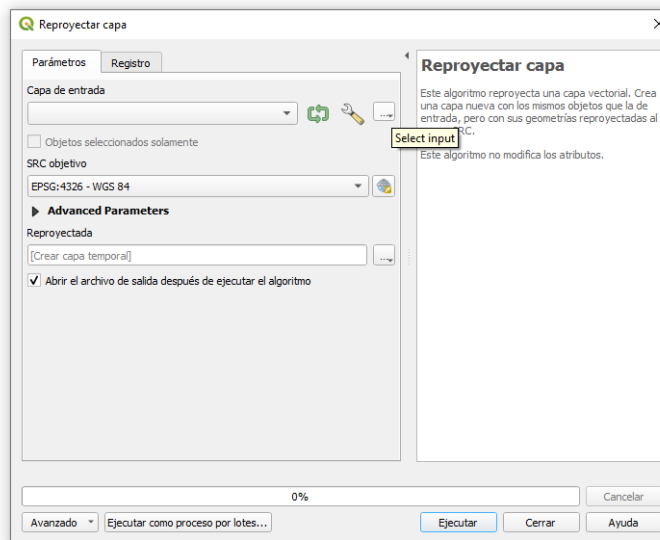 Reproyectar capa
Parámetros
Registro
Capa de entrada
...
Objetos seleccionados solamente
SRC objetivo
EPSG:4326 - WGS 84
Advanced Parameters
Reproyectada
[Crear capa temporal]
...
Abrir el archivo de salida después de ejecutar el algoritmo
Reproyectar capa
Este algoritmo reproyecta una capa vectorial. Crea
una capa nueva con los mismos objetos que la de
entrada, pero con sus geometrías reproyectadas al
RC.
Select input
Este algoritmo no modifica los atributos.
0%
Cancelar
Avanzado
Ejecutar como proceso por lotes...
Ejecutar
Cerrar
Ayuda